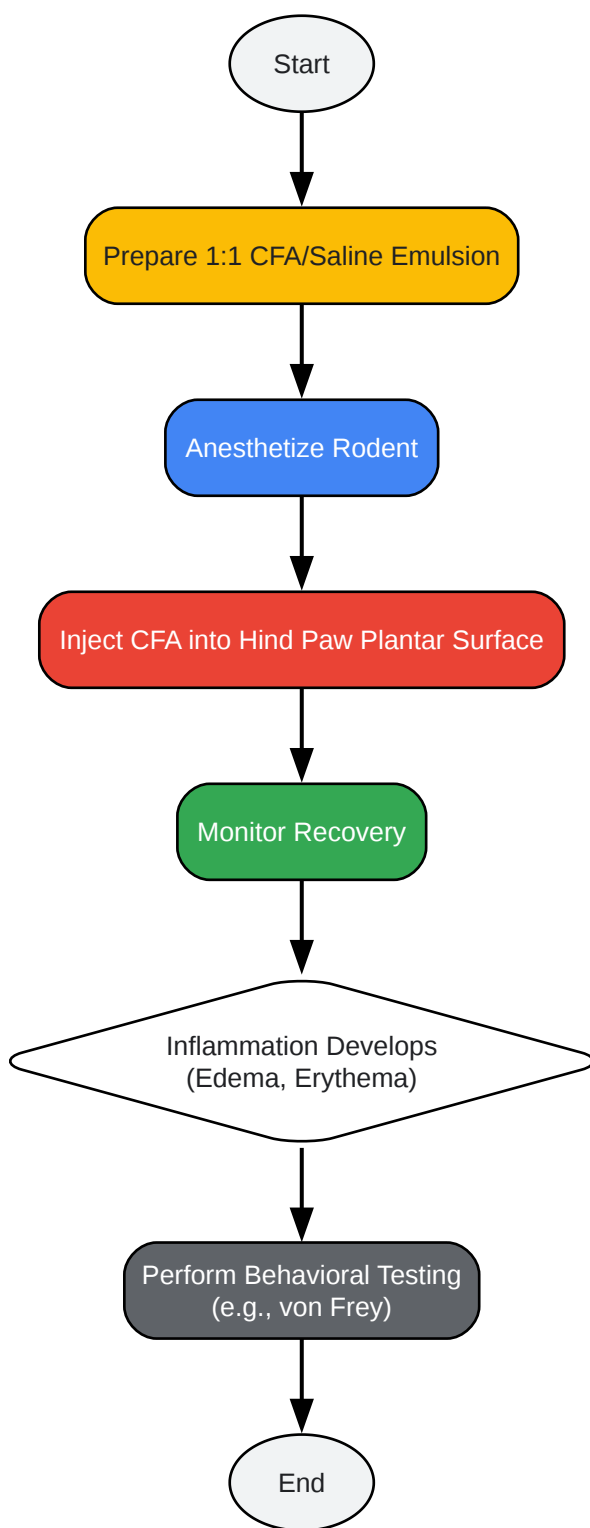 Start
Prepare 1:1 CFA/Saline Emulsion
Anesthetize Rodent
Inject CFA into Hind Paw Plantar Surface
Monitor Recovery
Inflammation Develops
(Edema, Erythema)
Perform Behavioral Testing
(e.g., von Frey)
End